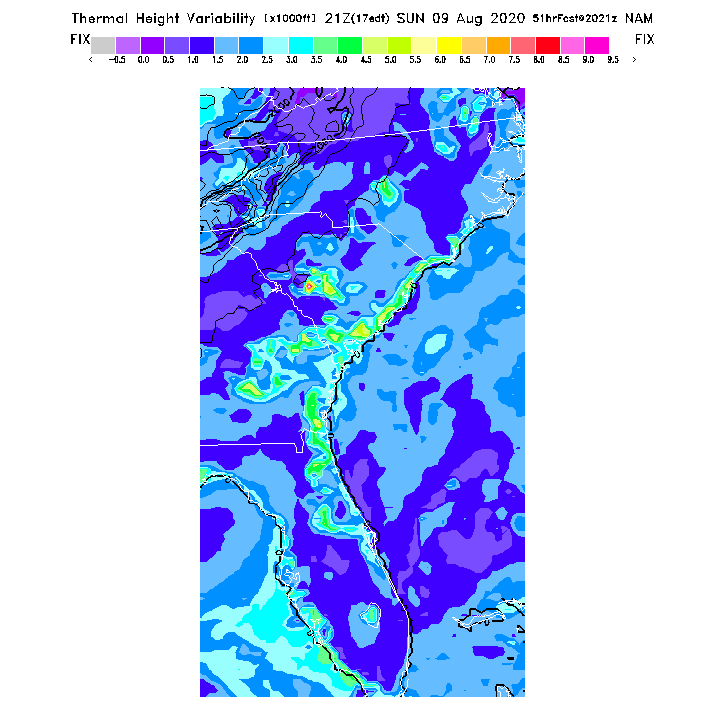 Thermal Height Variability [x1000ft] 21Z(17edt) SUN 09 Aug 2020 51hrFcst@2021z NAM
FIX FIX
< -0.5 0.0 0.5 1.0 1.5 2.0 2.5 3.0 3.5 4.0 4.5 5.0 5.5 6.0 6.5 7.0 7.5 8.0 8.5 9.0 9.5 >